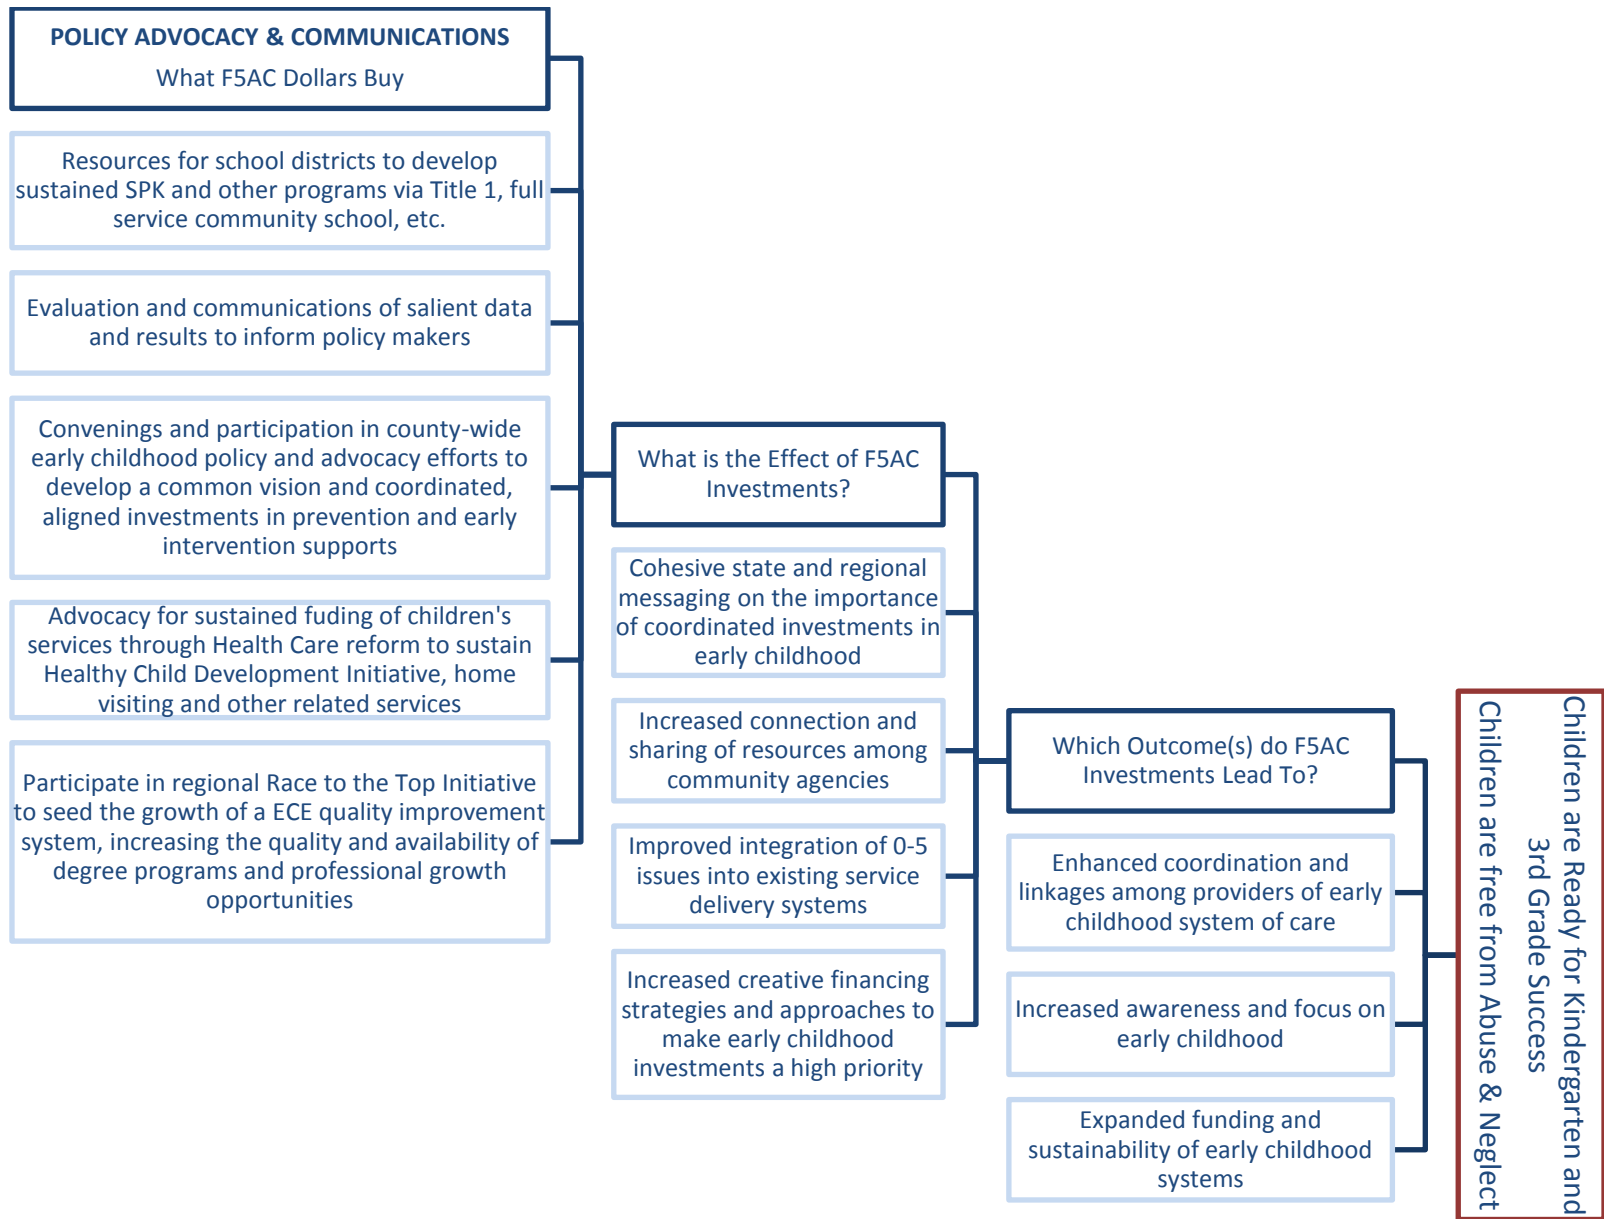 POLICY ADVOCACY & COMMUNICATIONS
What F5AC Dollars Buy
Resources for school districts to develop
sustained SPK and other programs via Title 1, full
service community school, etc.
Evaluation and communications of salient data
and results to inform policy makers
Convenings and participation in county-wide
early childhood policy and advocacy efforts to
develop a common vision and coordinated,
aligned investments in prevention and early
intervention supports
Advocacy for sustained fuding of children's
services through Health Care reform to sustain
Healthy Child Development Initiative, home
visiting and other related services
Participate in regional Race to the Top Initiative
to seed the growth of a ECE quality improvement
system, increasing the quality and availability of
degree programs and professional growth
opportunities
What is the Effect of F5AC
Investments?
Cohesive state and regional
messaging on the importance
of coordinated investments in
early childhood
Increased connection and
sharing of resources among
community agencies
Improved integration of 0-5
issues into existing service
delivery systems
Increased creative financing
strategies and approaches to
make early childhood
investments a high priority
Which Outcome(s) do F5AC
Investments Lead To?
Enhanced coordination and
linkages among providers of early
childhood system of care
Increased awareness and focus on
early childhood
Expanded funding and
sustainability of early childhood
systems
Children are Ready for Kindergarten and
3rd Grade Success
Children are free from Abuse & Neglect